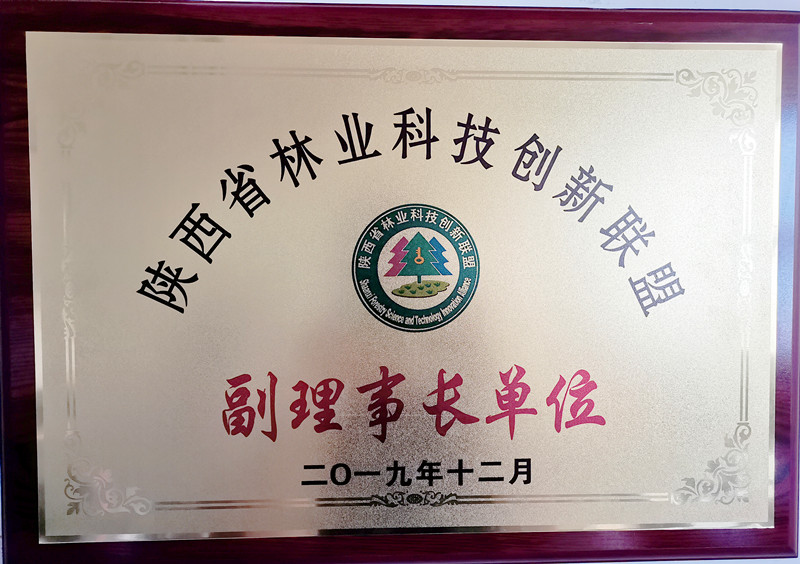 陕西省林业科技创新联盟
陕西省林业科技创新联盟
Shaanxi Forestry Science and Technology Innovation Alliance
副理事长单位
二O一九年十二月